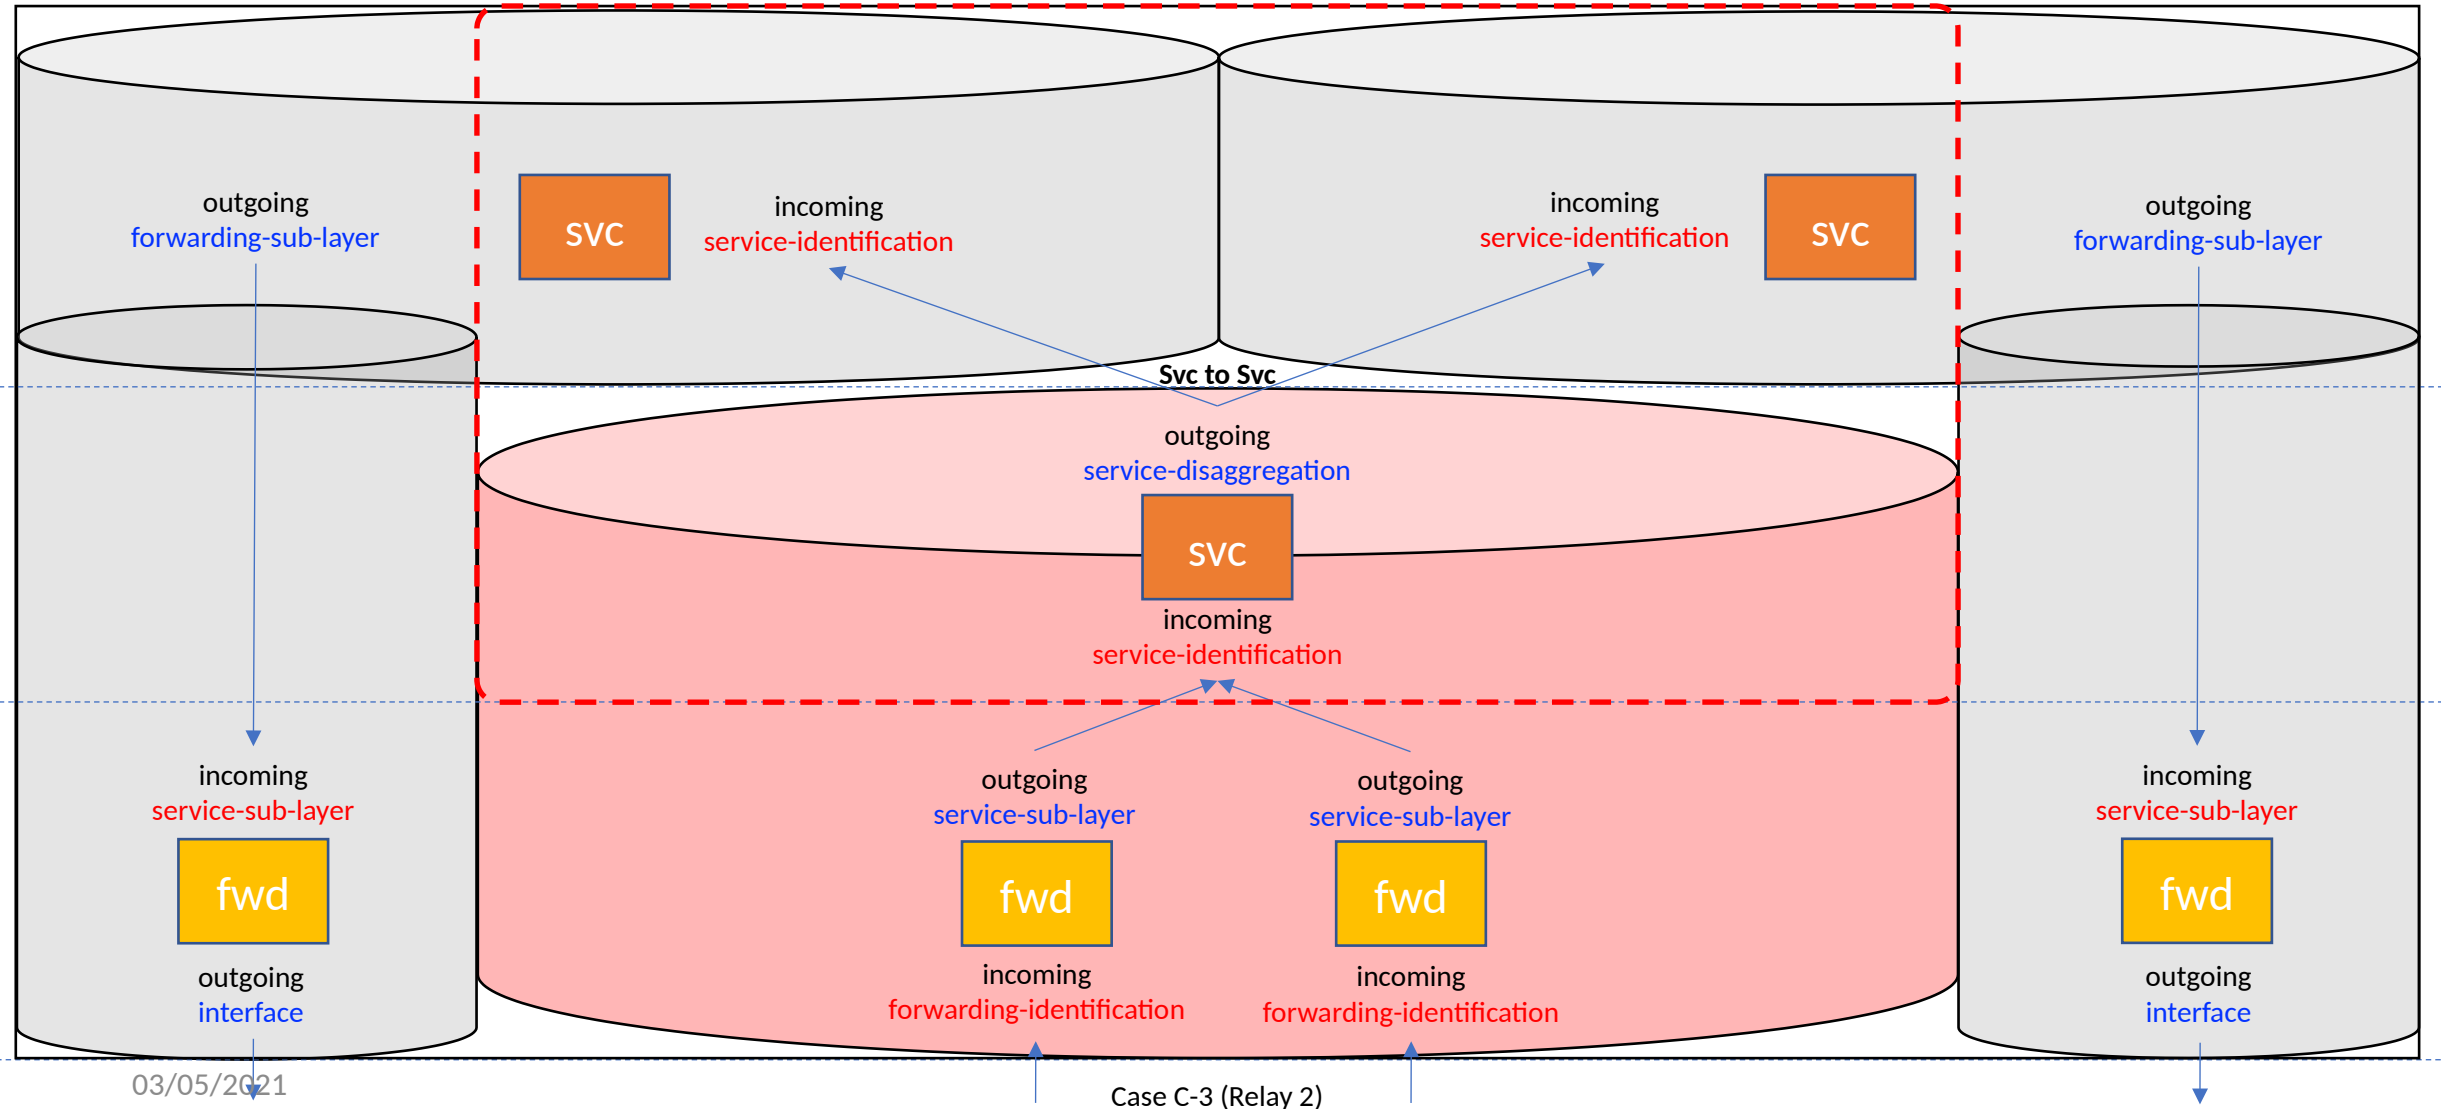 outgoing
forwarding-sub-layer
svc
incoming
service-identification
incoming
service-identification
svc
outgoing
forwarding-sub-layer
Svc to Svc
outgoing
service-disaggregation
svc
incoming
service-identification
incoming
service-sub-layer
fwd
outgoing
interface
outgoing
service-sub-layer
fwd
incoming
forwarding-identification
outgoing
service-sub-layer
fwd
incoming
forwarding-identification
incoming
service-sub-layer
fwd
outgoing
interface
03/05/2021
Case C-3 (Relay 2)